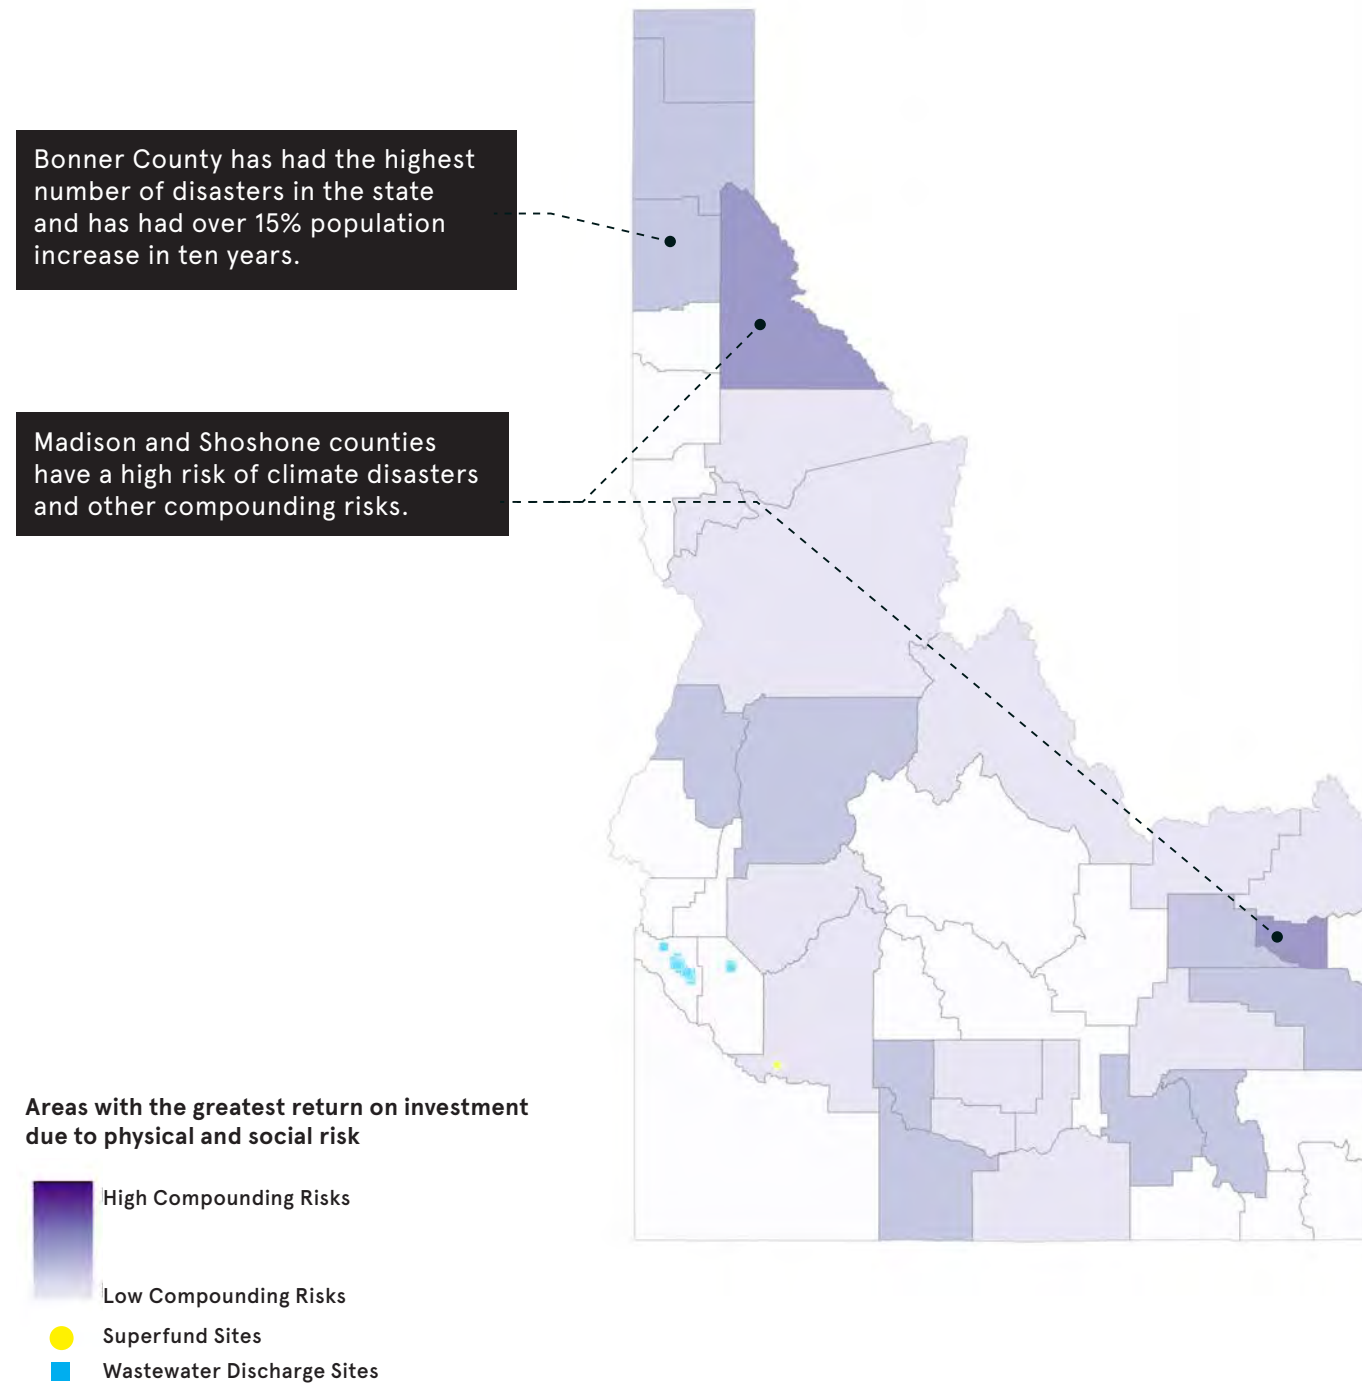 Bonner County has had the highest
number of disasters in the state
and has had over 15% population
increase in ten years.
Madison and Shoshone counties
have a high risk of climate disasters
and other compounding risks.
Areas with the greatest return on investment
due to physical and social risk
High Compounding Risks
Low Compounding Risks
Superfund Sites
Wastewater Discharge Sites